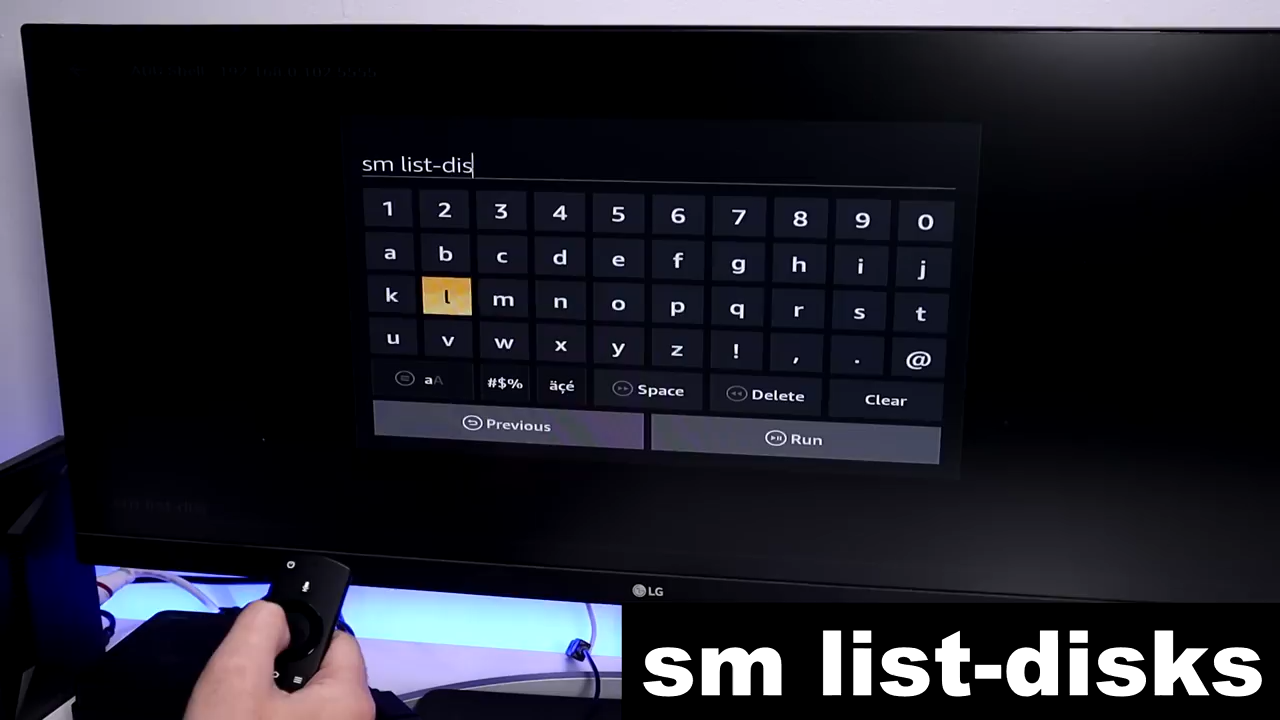 sm list-dis
1 2 3 4 5 6 7 8 9 0
a b c d e f g h i j
k l m n o p q r s t
u v w x y z ! , . @
aA #$% äçé Space Delete Clear
Previous Run
LG
sm list-disks